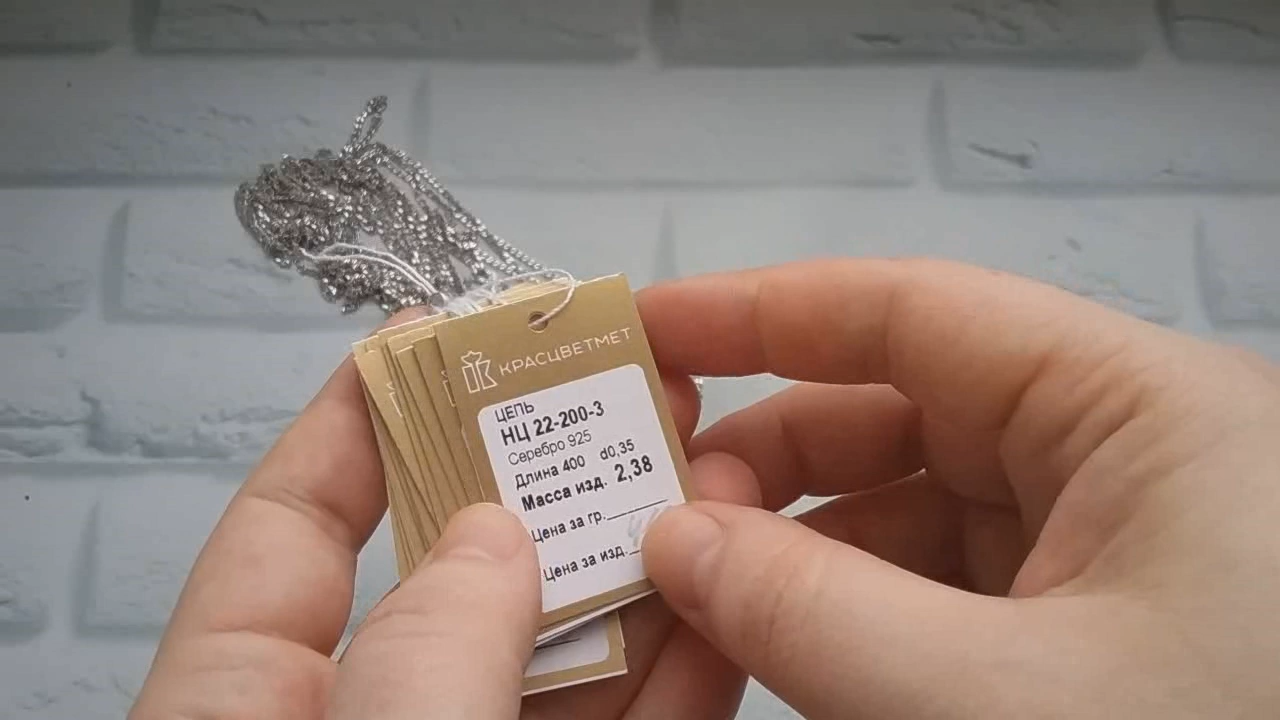 КРАСЦВЕТМЕТ
ЦЕПЬ
НЦ 22-200-3
Серебро 925
Длина 400 d0,35
Масса изд. 2,38
Цена за гр.
Цена за изд.